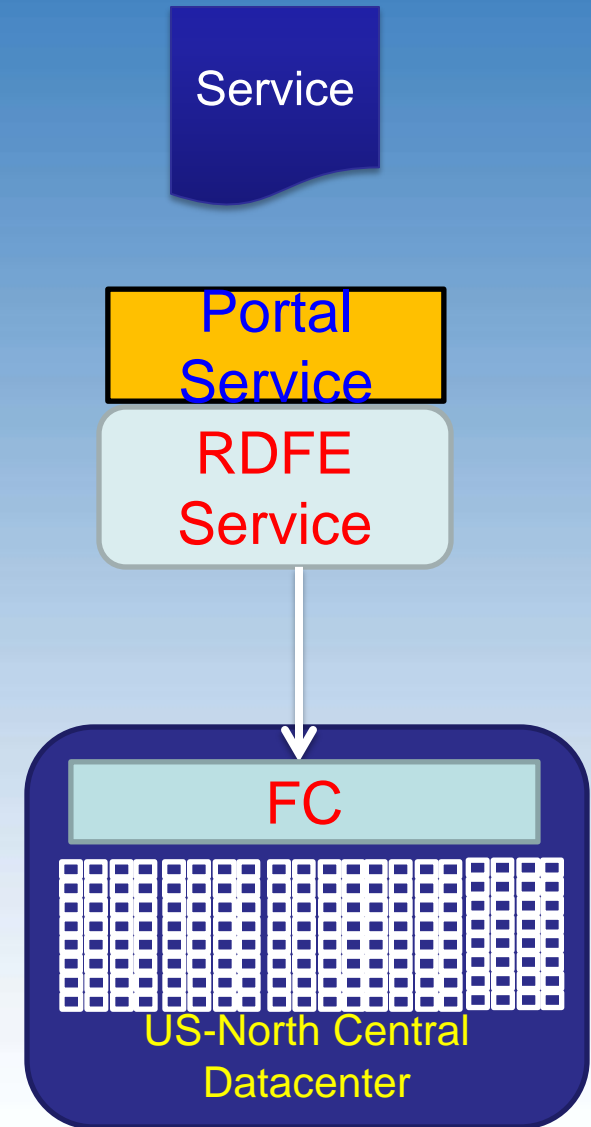 Service
Portal
Service
RDFE
Service
FC
US-North Central
Datacenter